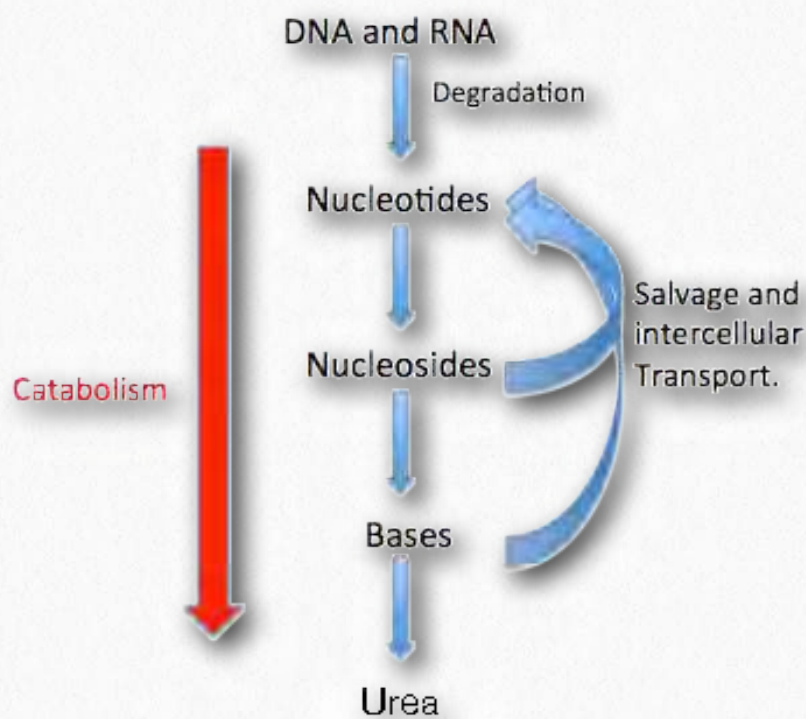 DNA and RNA
Degradation
Nucleotides
Salvage and
intercellular
Transport.
Nucleosides
Catabolism
Bases
Urea